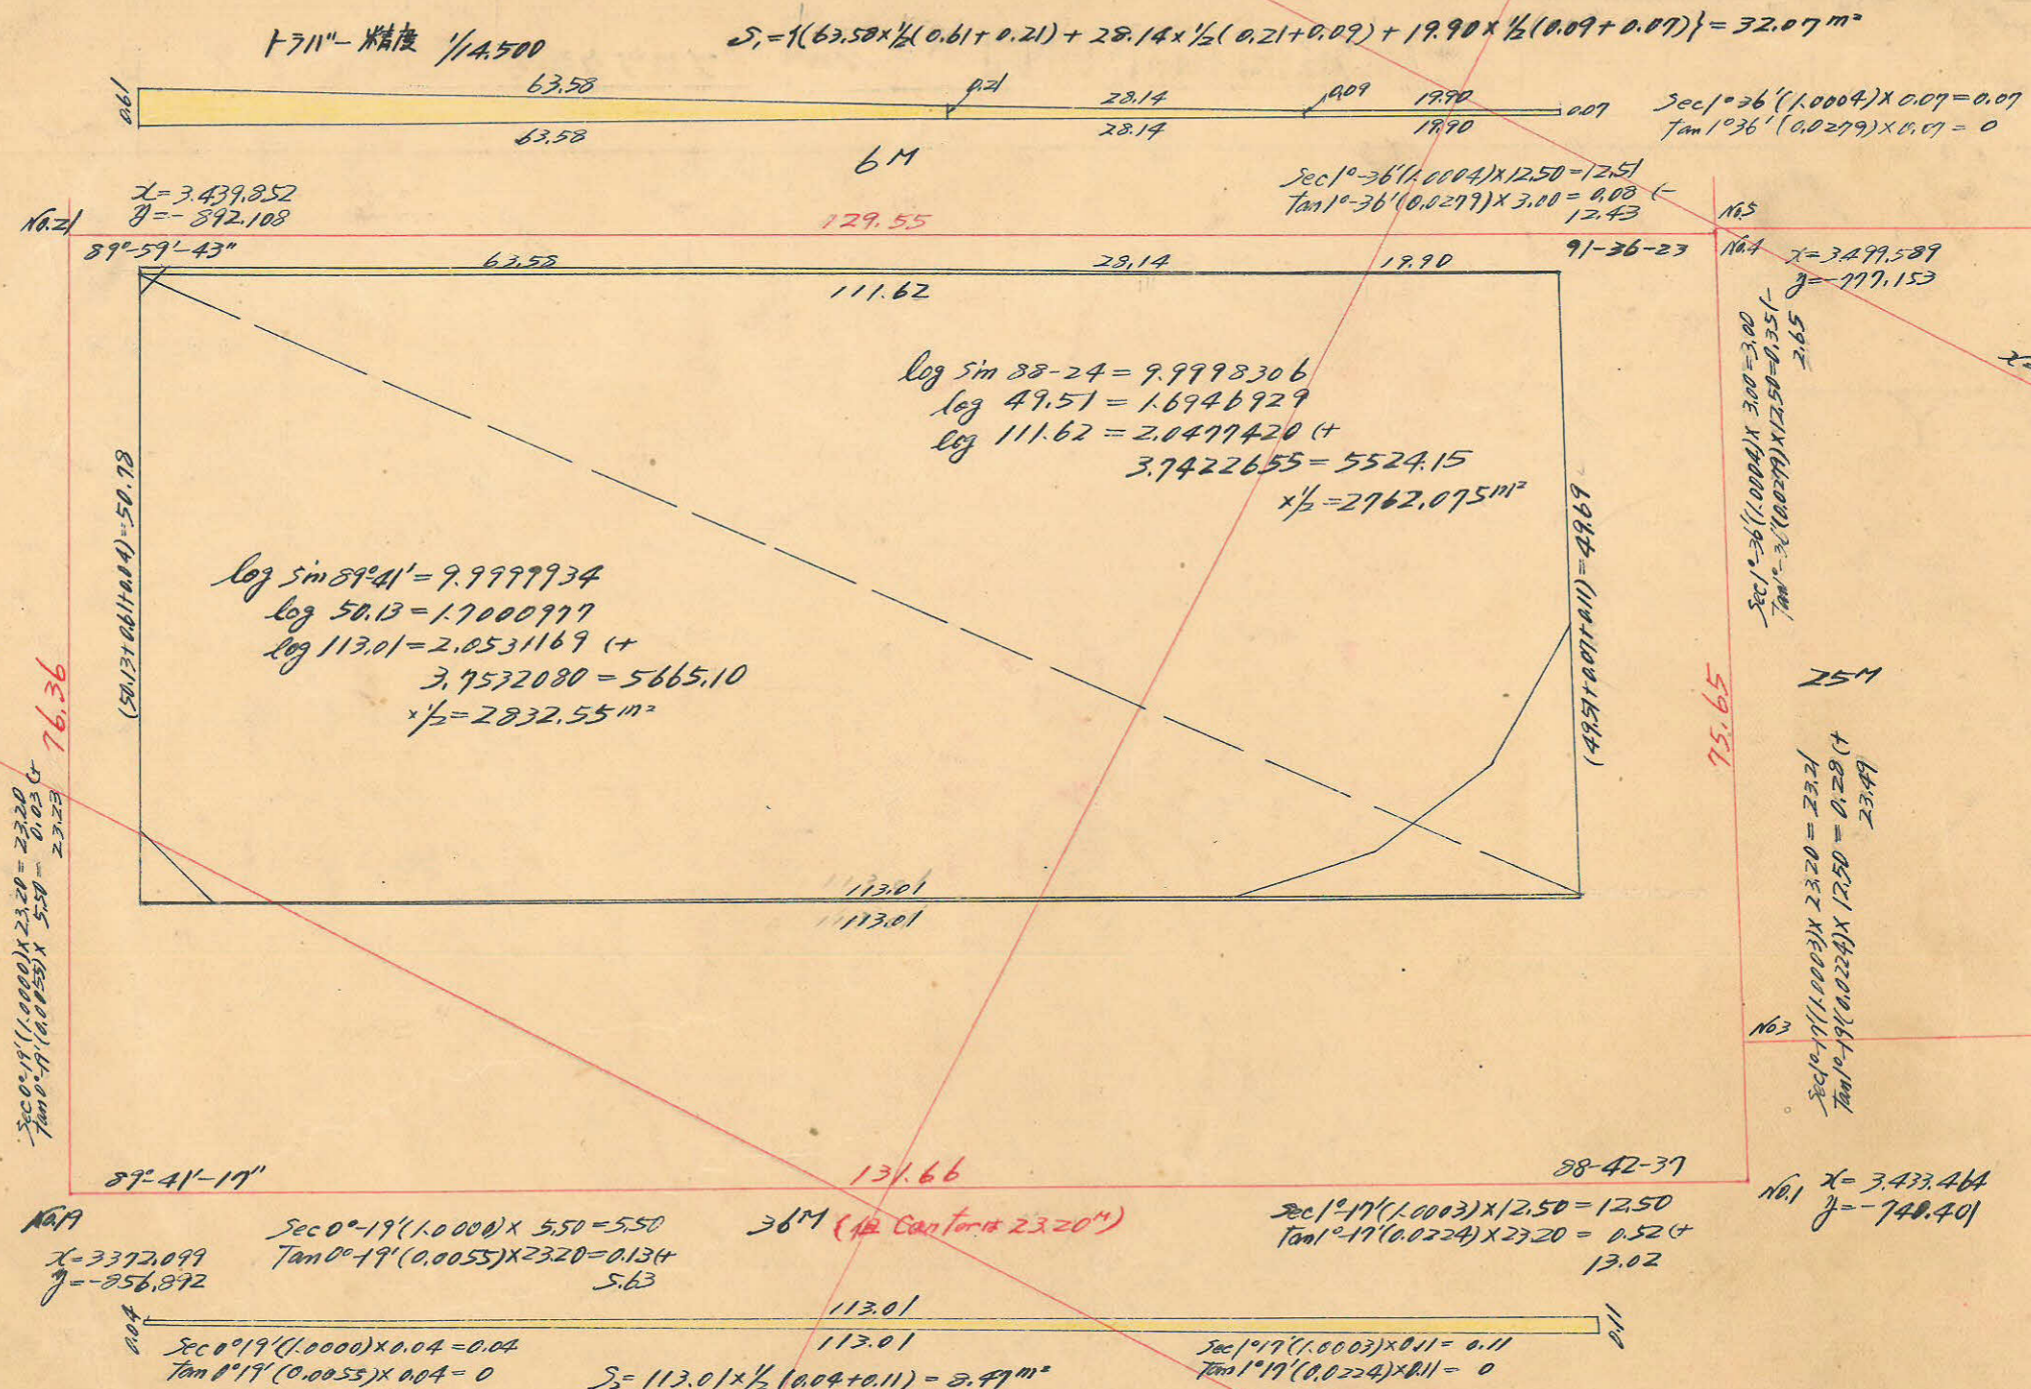 トラバー精度 1/14.500
S₁=1{(63.58×1/2(0.61+0.21)+28.14×1/2(0.21+0.09)+19.90×1/2(0.09+0.07)}=32.07m²
0.61
63.58
0.21
28.14
0.09
19.90
0.07
63.58
28.14
19.90
Sec1°36'(1.0004)×0.07=0.07
Tan1°36'(0.0279)×0.07=0
6M
Sec1°-36'(1.0004)×12.50=12.51
Tan1°-36'(0.0279)×3.00=0.08(-
12.43
No.21
x=3.439.852
y=-892.108
129.55
No.5
89°-59'-43"
63.58
28.14
19.90
91-36-23
No.4
x=3.499.589
y=-777.153
111.62
Sec1°-36'(1.0004)×3.00=3.00
Tan1°-36'(0.0279)×12.50=0.35(-
2.65
log sin 88-24=9.9998306
log 49.51=1.6946929
log 111.62=2.0477420(+
3.7422655=5524.15
×1/2=2762.075m²
(50.13+0.61+0.04)=50.78
(49.51+0.07+0.11)=49.69
log sin 89°41'=9.9999934
log 50.13=1.7000977
log 113.01=2.0531169(+
3.7532080=5665.10
×1/2=2832.55m²
76.36
75.65
25M
Sec0°-19'(1.0000)×23.20=23.20
Tan0°-19'(0.0055)×5.50=0.03(+
23.23
Sec1°-17'(1.0003)×23.20=23.21
Tan1°-19'(0.0224)×12.50=0.28(+
23.49
113.01
113.01
No3
89°-41'-17"
131.66
88-42-37
No.1
x=3.433.464
y=-740.401
No.19
x=3372.099
y=-856.892
Sec0°-19'(1.0000)×5.50=5.50
Tan0°-19'(0.0055)×23.20=0.13(+
5.63
36M (但 Cantorは23.20M)
Sec1°-17'(1.0003)×12.50=12.50
Tan1°-17'(0.0224)×23.20=0.52(+
13.02
0.04
113.01
113.01
0.11
Sec0°19'(1.0000)×0.04=0.04
Tan0°19'(0.0055)×0.04=0
S₂=113.01×1/2(0.04+0.11)=8.47m²
Sec1°17'(1.0003)×0.11=0.11
Tan1°17'(0.0224)×0.11=0